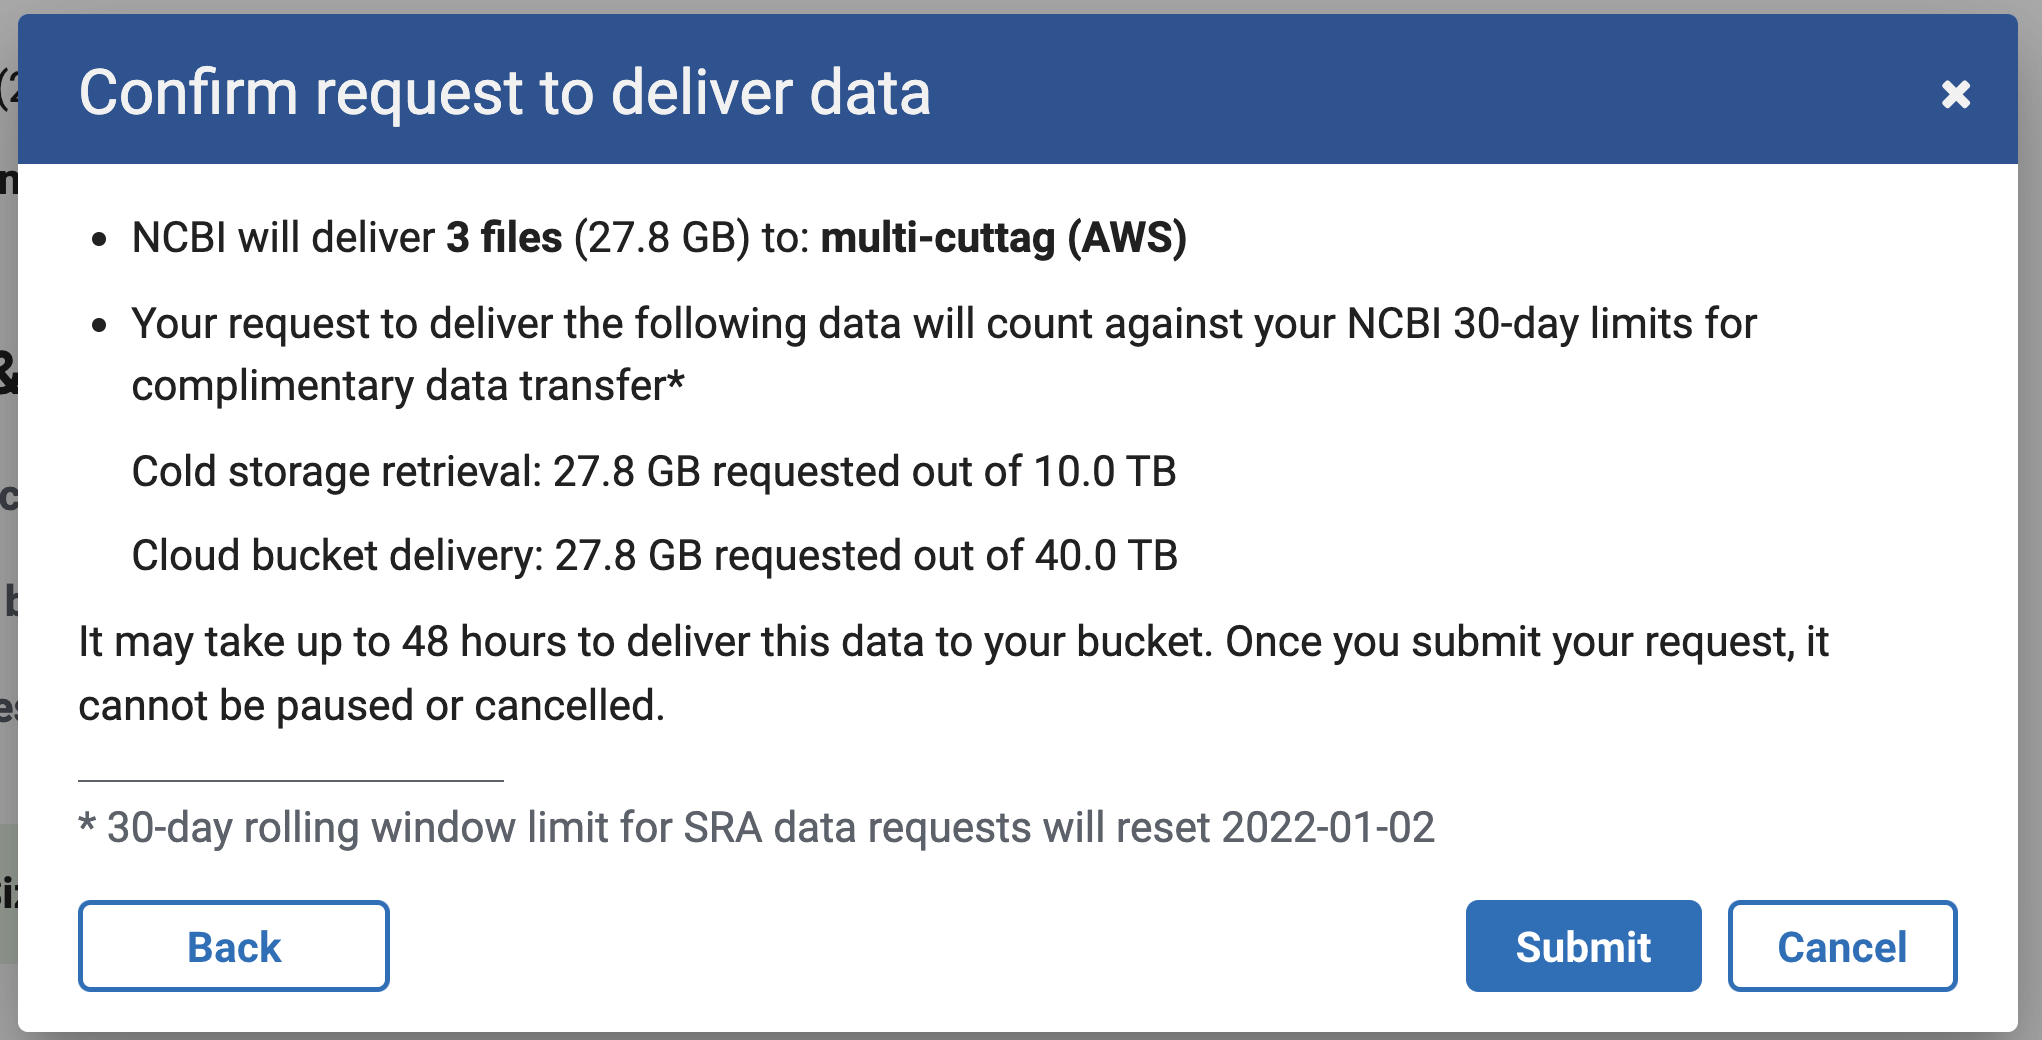 Confirm request to deliver data
• NCBI will deliver 3 files (27.8 GB) to: multi-cuttag (AWS)
• Your request to deliver the following data will count against your NCBI 30-day limits for
complimentary data transfer*
Cold storage retrieval: 27.8 GB requested out of 10.0 TB
Cloud bucket delivery: 27.8 GB requested out of 40.0 TB
It may take up to 48 hours to deliver this data to your bucket. Once you submit your request, it
cannot be paused or cancelled.
* 30-day rolling window limit for SRA data requests will reset 2022-01-02
Back
Submit
Cancel